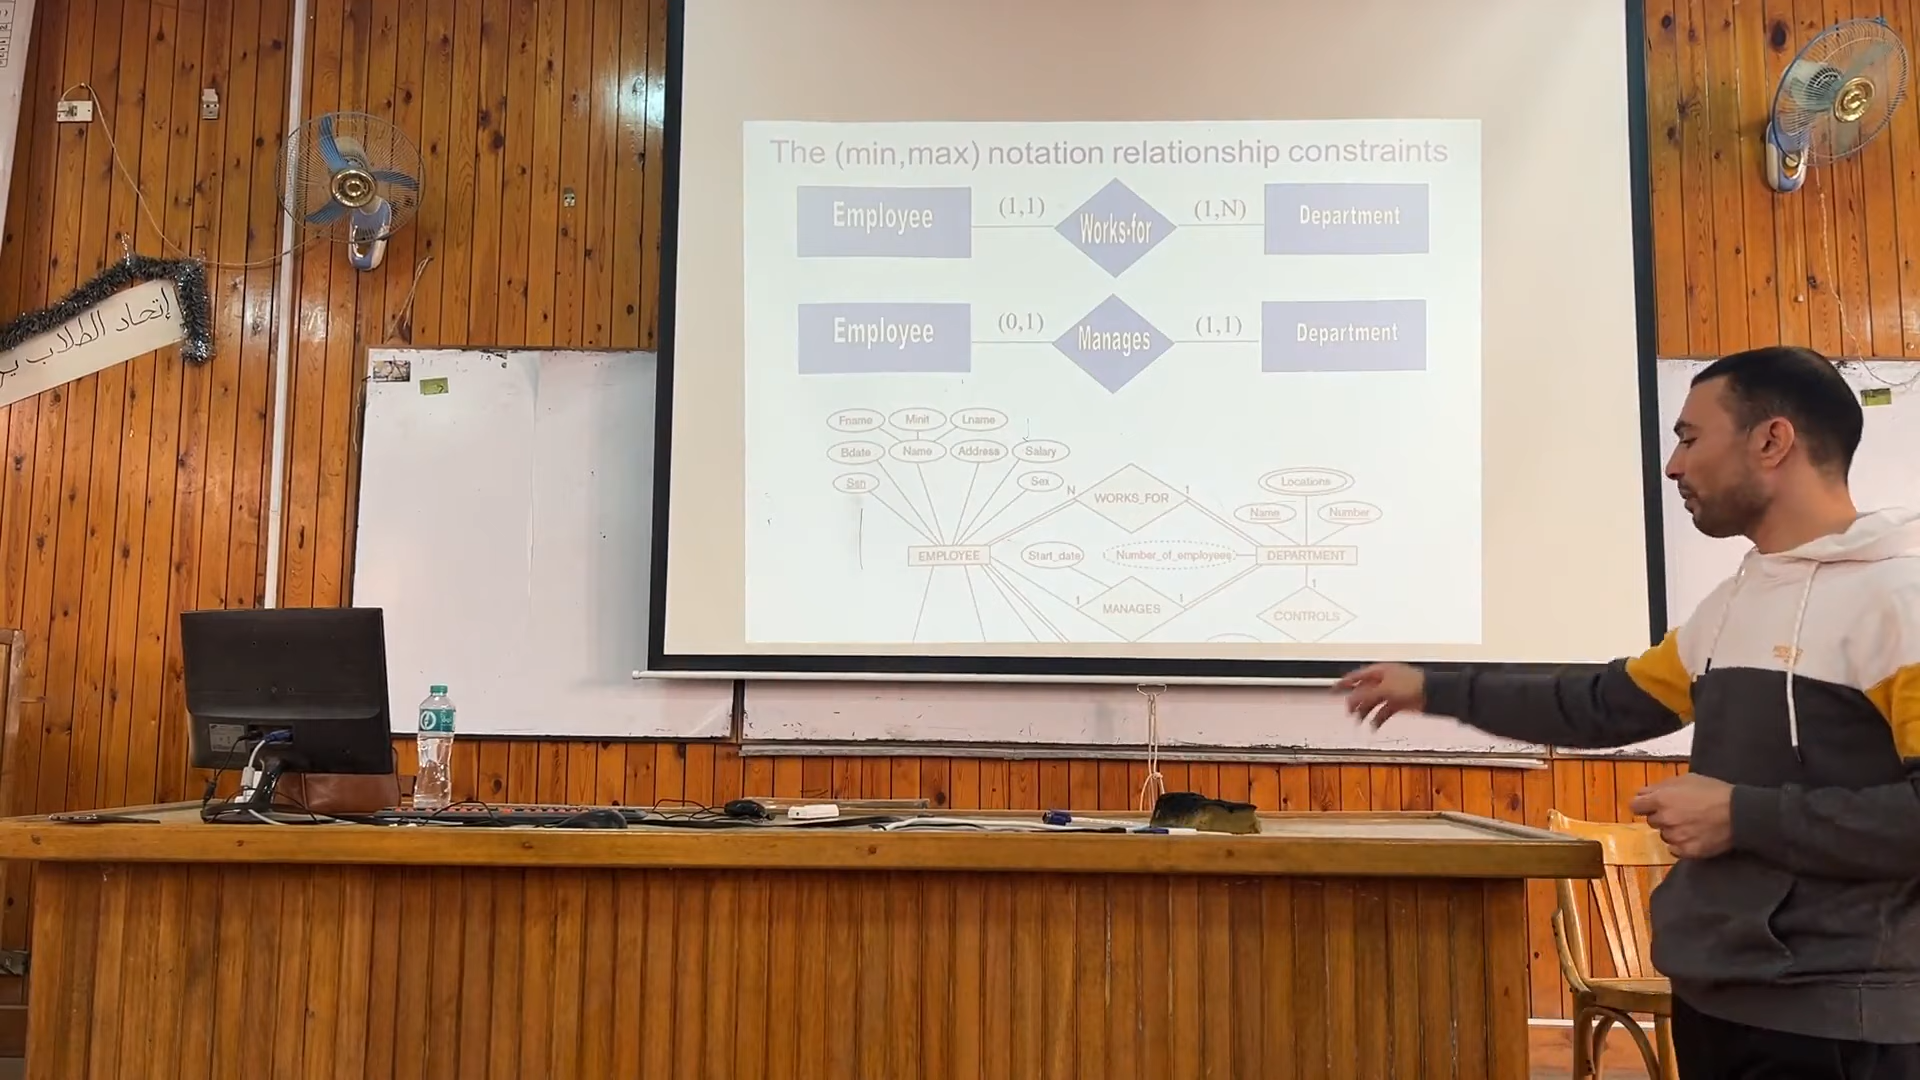 إتحاد الطلاب
The (min,max) notation relationship constraints
Employee (1,1) Works-for (1,N) Department
Employee (0,1) Manages (1,1) Department
Fname Minit Lname
Bdate Name Address Salary
Ssn Sex N WORKS_FOR 1 Locations
Name Number
EMPLOYEE Start_date Number_of_employees DEPARTMENT
1 MANAGES 1 1
CONTROLS